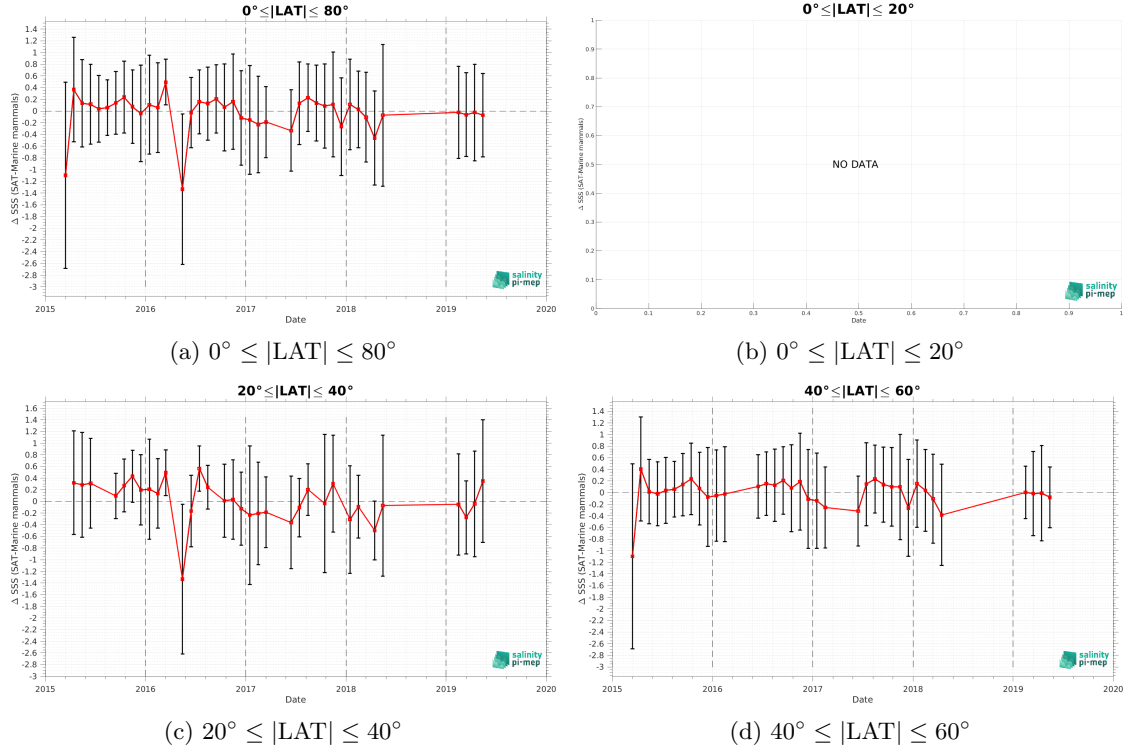 0°≤|LAT|≤ 80°
1.4
1.2
1
0.8
0.6
0.4
0.2
0
-0.2
-0.4
-0.6
-0.8
-1
-1.2
-1.4
-1.6
-1.8
-2
-2.2
-2.4
-2.6
-2.8
-3
Δ SSS (SAT-Marine mammals)
2015 2016 2017 2018 2019 2020
Date
salinity
pi-mep
(a) 0° ≤ |LAT| ≤ 80°
0°≤|LAT|≤ 20°
1
0.9
0.8
0.7
0.6
0.5
0.4
0.3
0.2
0.1
0
Δ SSS (SAT-Marine mammals)
NO DATA
0 0.1 0.2 0.3 0.4 0.5 0.6 0.7 0.8 0.9 1
Date
salinity
pi-mep
(b) 0° ≤ |LAT| ≤ 20°
20°≤|LAT|≤ 40°
1.6
1.4
1.2
1
0.8
0.6
0.4
0.2
0
-0.2
-0.4
-0.6
-0.8
-1
-1.2
-1.4
-1.6
-1.8
-2
-2.2
-2.4
-2.6
-2.8
-3
Δ SSS (SAT-Marine mammals)
2015 2016 2017 2018 2019 2020
Date
salinity
pi-mep
(c) 20° ≤ |LAT| ≤ 40°
40°≤|LAT|≤ 60°
1.4
1.2
1
0.8
0.6
0.4
0.2
0
-0.2
-0.4
-0.6
-0.8
-1
-1.2
-1.4
-1.6
-1.8
-2
-2.2
-2.4
-2.6
-2.8
-3
Δ SSS (SAT-Marine mammals)
2015 2016 2017 2018 2019 2020
Date
salinity
pi-mep
(d) 40° ≤ |LAT| ≤ 60°